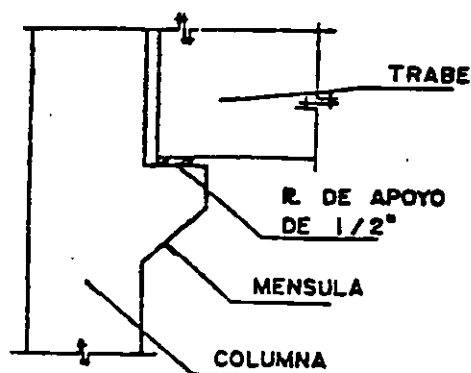 TRABE
R. DE APOYO
DE 1/2"
MENSULA
COLUMNA